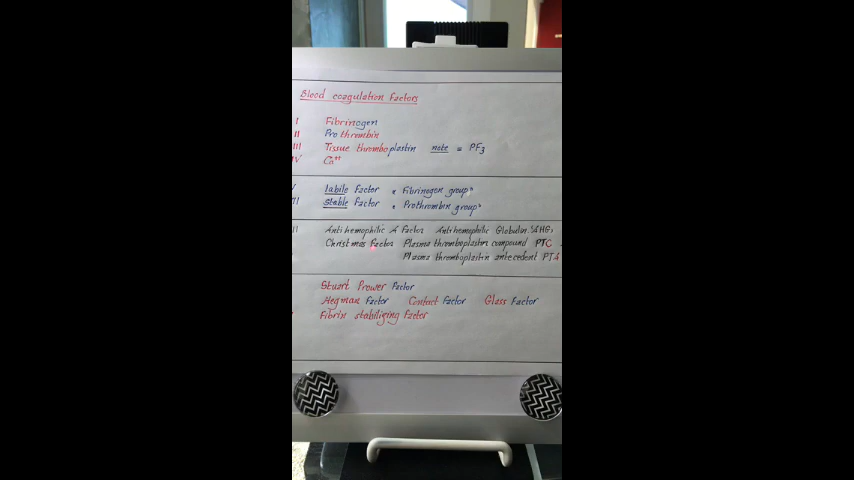 Blood coagulation Factors
I Fibrinogen
II Prothrombin
III Tissue thromboplastin note = PF3
IV Ca++
V labile factor " Fibrinogen group"
VII stable factor " Prothrombin group"
Antihemophilic A factor Antihemophilic Globulin (AHG)
Christmas factor Plasma thromboplastin compound PTC
Plasma thromboplastin antecedent PTA
Stuart Prower factor
Hegman factor Contact factor Glass factor
Fibrin stabilizing factor